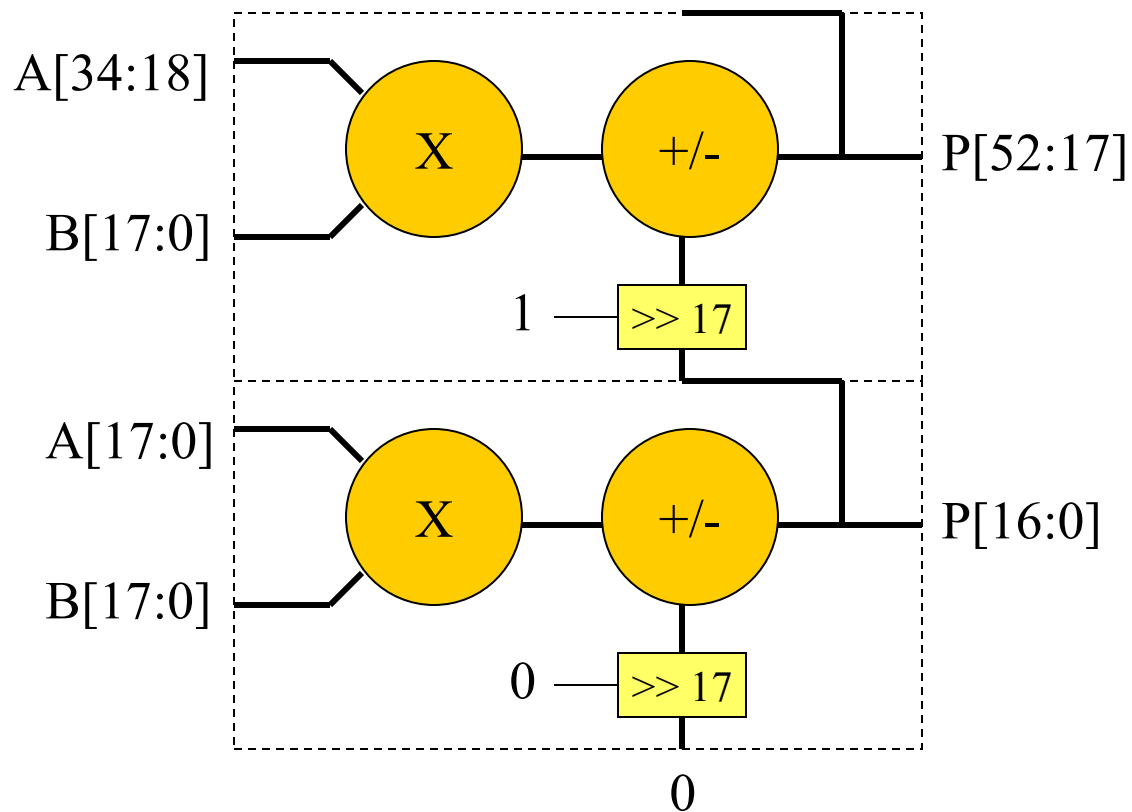 A[34:18]
X
+/-
P[52:17]
B[17:0]
1
>> 17
A[17:0]
X
+/-
P[16:0]
B[17:0]
0
>> 17
0